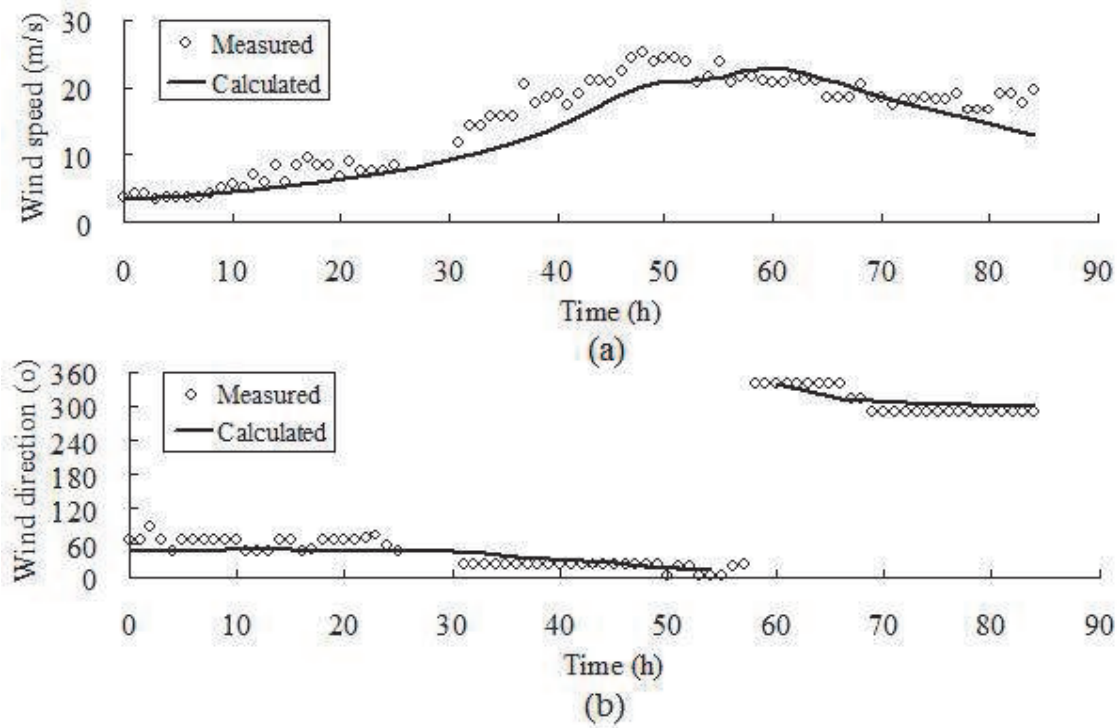 Wind speed (m/s)
30
20
10
0
Measured
Calculated
0 10 20 30 40 50 60 70 80 90
Time (h)
(a)
Wind direction (o)
360
300
240
180
120
60
0
Measured
Calculated
0 10 20 30 40 50 60 70 80 90
Time (h)
(b)